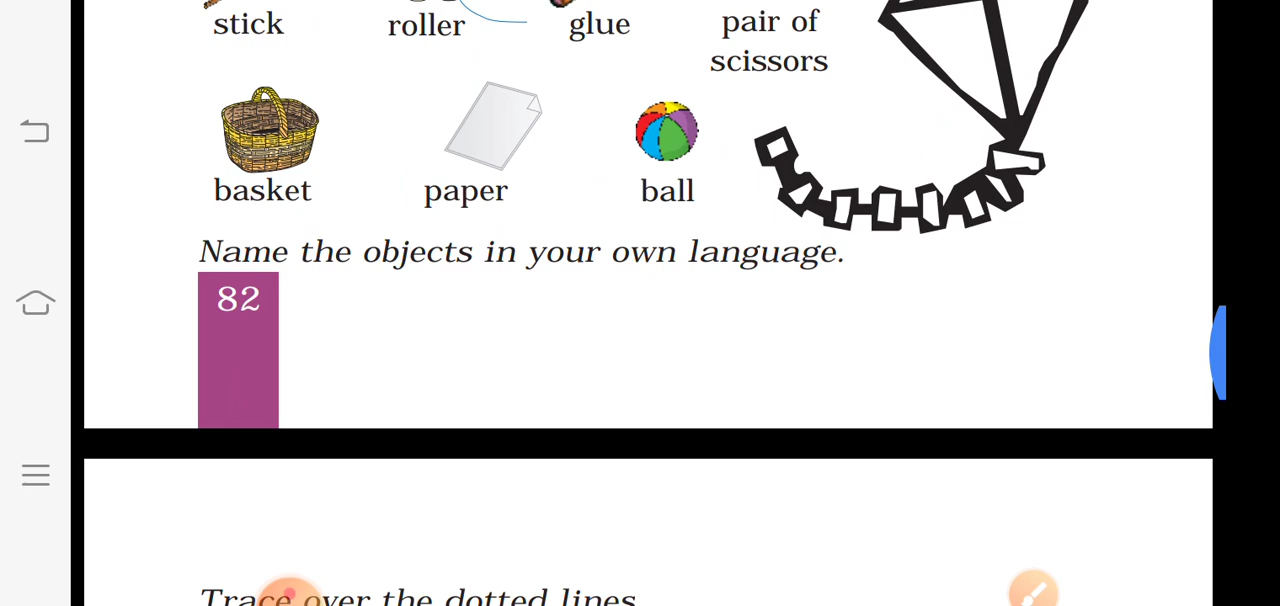 stick roller glue pair of
scissors
basket paper ball
Name the objects in your own language.
82
Trace over the dotted lines